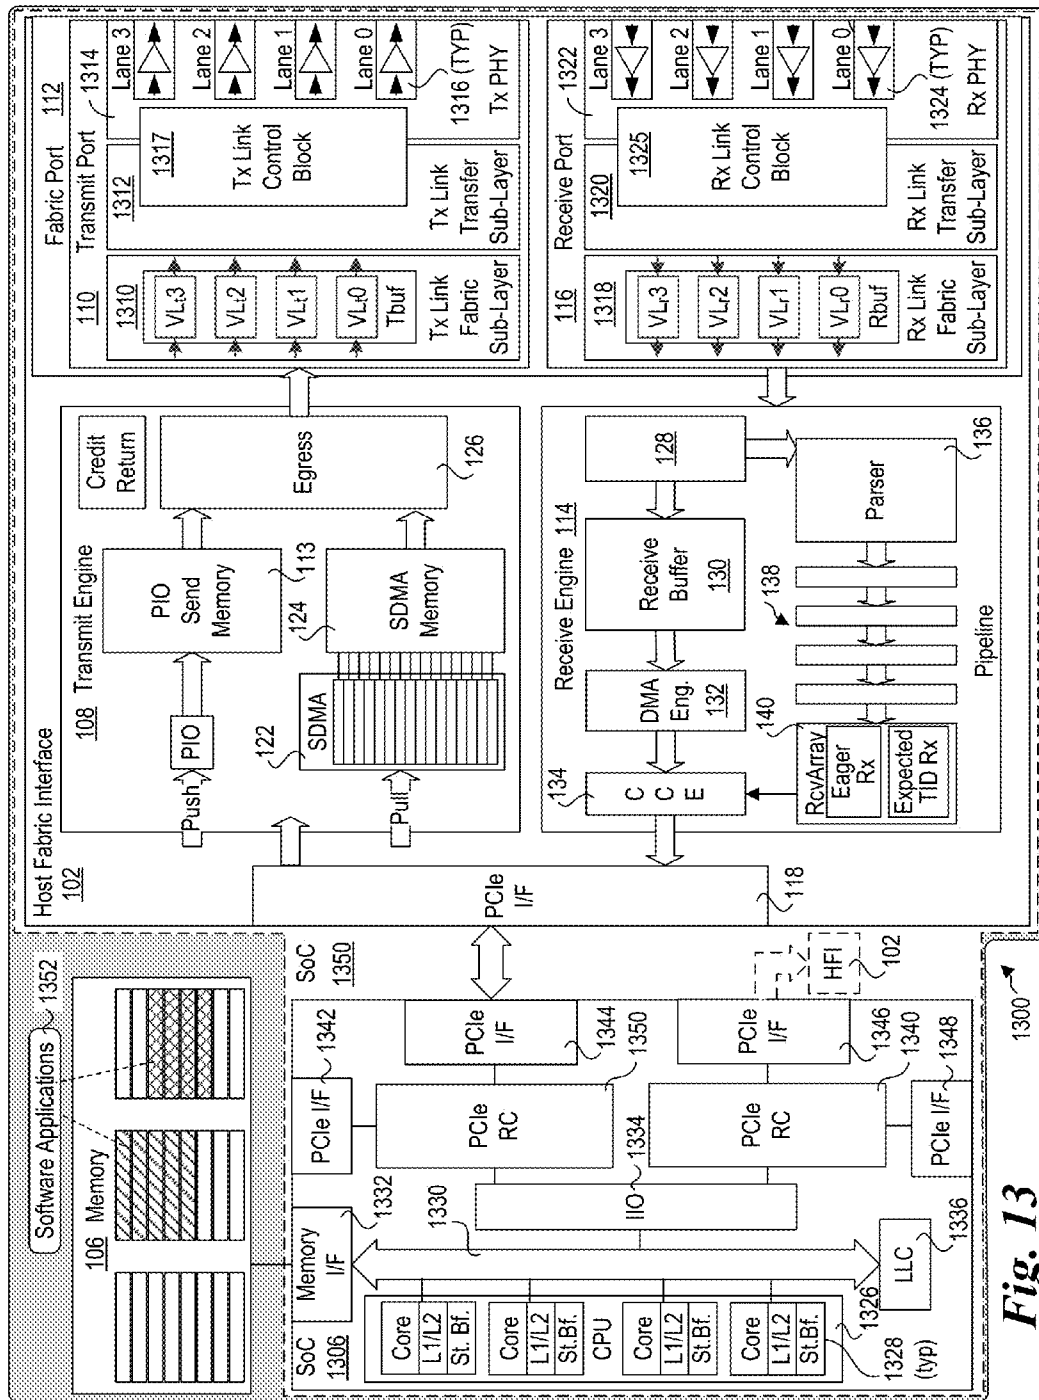 Software Applications
1352
106 Memory
SoC
1306
Memory
I/F
1332
PCIe I/F
1342
SoC
1350
Core
L1/L2
St. Bf.
Core
L1/L2
St.Bf.
CPU
Core
L1/L2
St. Bf.
Core
L1/L2
St.Bf.
1326
1328
(typ)
1330
IIO
1334
LLC
1336
PCIe
RC
1350
PCIe
I/F
1344
PCIe
RC
1340
PCIe
I/F
1346
PCIe I/F
1348
HFI
102
1300
Host Fabric Interface
102
PCIe
I/F
118
108 Transmit Engine
Push
PIO
PIO
Send
Memory
113
Pull
122
SDMA
124
SDMA
Memory
Credit
Return
Egress
126
Receive Engine 114
134
C
C
E
DMA
Eng.
132
Receive
Buffer
130
128
140
RcvArray
Eager
Rx
Expected
TID Rx
138
Pipeline
Parser
136
Fabric Port 112
110 Transmit Port
1310
VLt3
VLt2
VLt1
VLt0
Tbuf
Tx Link
Fabric
Sub-Layer
1312
1317
Tx Link
Control
Block
Tx Link
Transfer
Sub-Layer
1314
Lane 3
Lane 2
Lane 1
Lane 0
1316 (TYP)
Tx PHY
116 Receive Port
1318
VLr3
VLr2
VLr1
VLr0
Rbuf
Rx Link
Fabric
Sub-Layer
1320
1325
Rx Link
Control
Block
Rx Link
Transfer
Sub-Layer
1322
Lane 3
Lane 2
Lane 1
Lane 0
1324 (TYP)
Rx PHY
Fig. 13